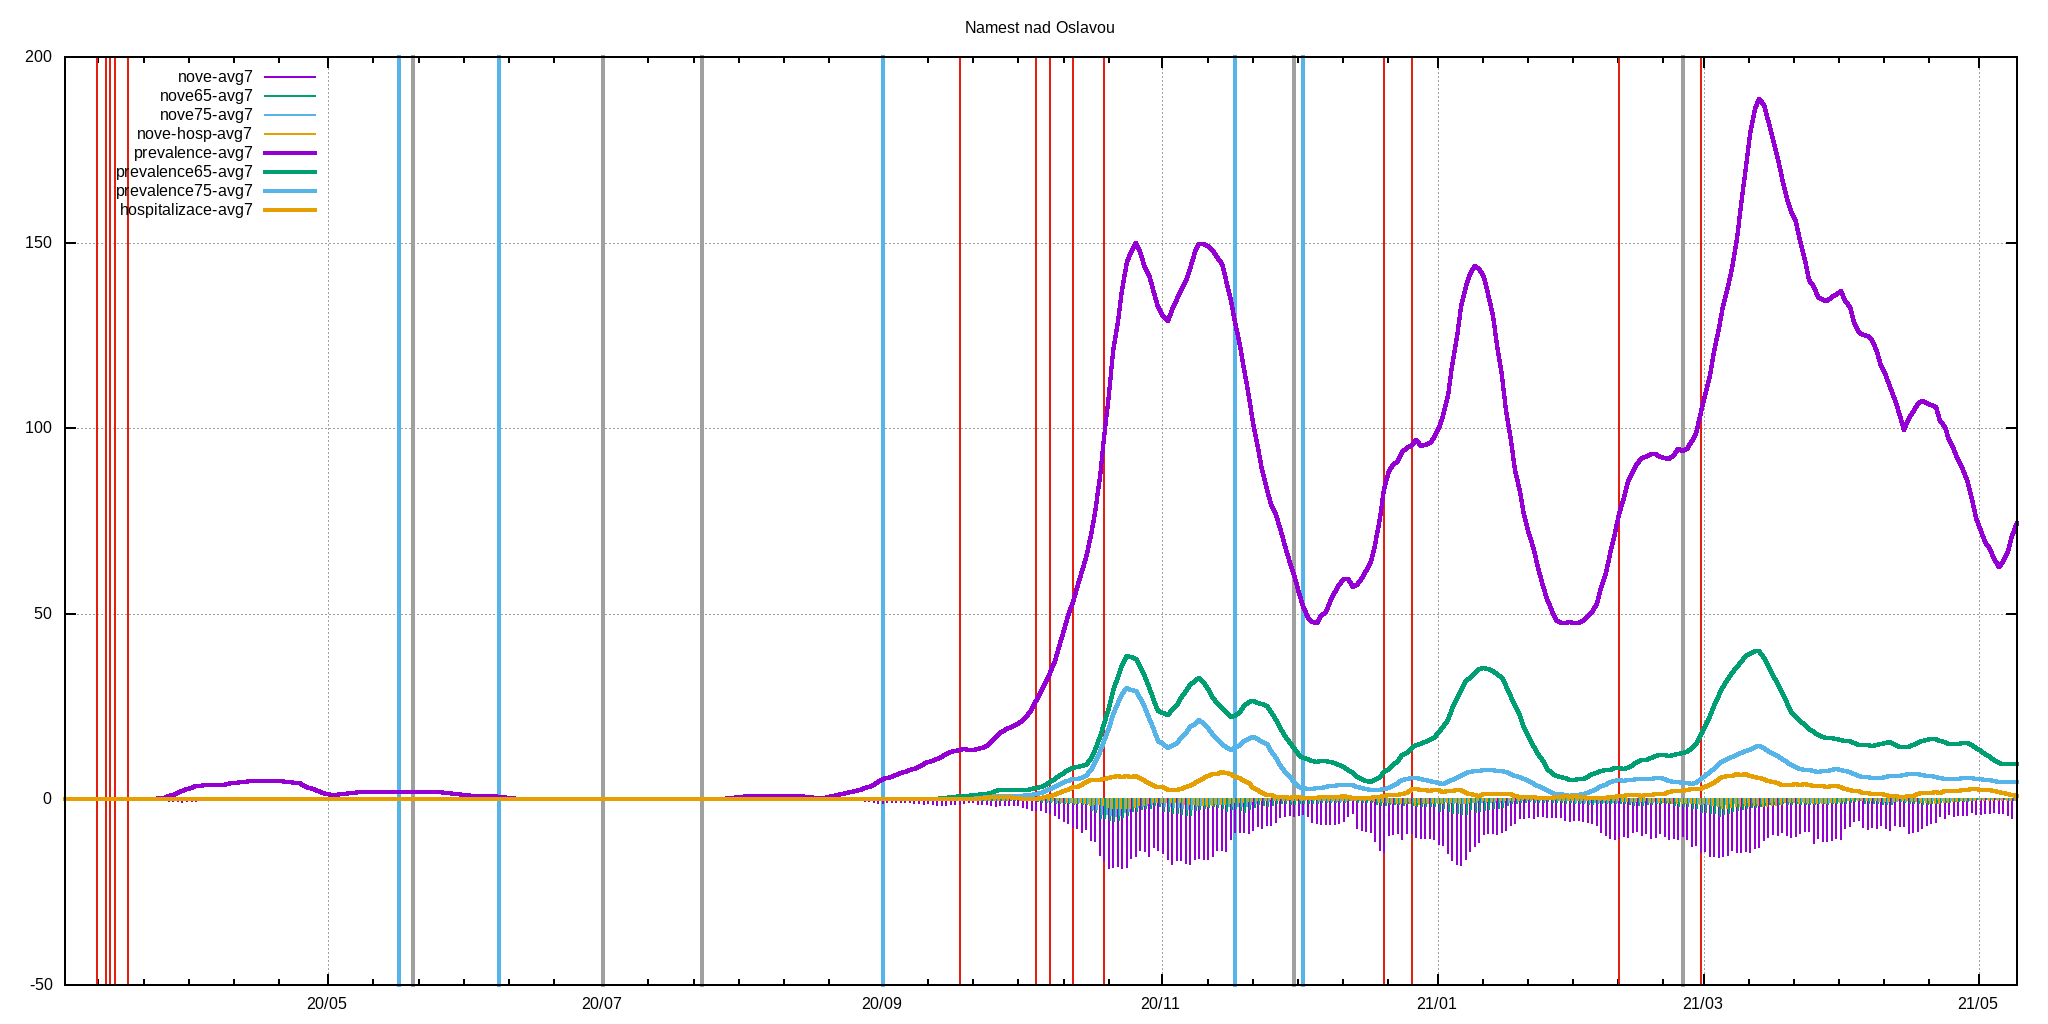 Namest nad Oslavou
200
150
100
50
0
-50
nove-avg7
nove65-avg7
nove75-avg7
nove-hosp-avg7
prevalence-avg7
prevalence65-avg7
prevalence75-avg7
hospitalizace-avg7
20/05 20/07 20/09 20/11 21/01 21/03 21/05